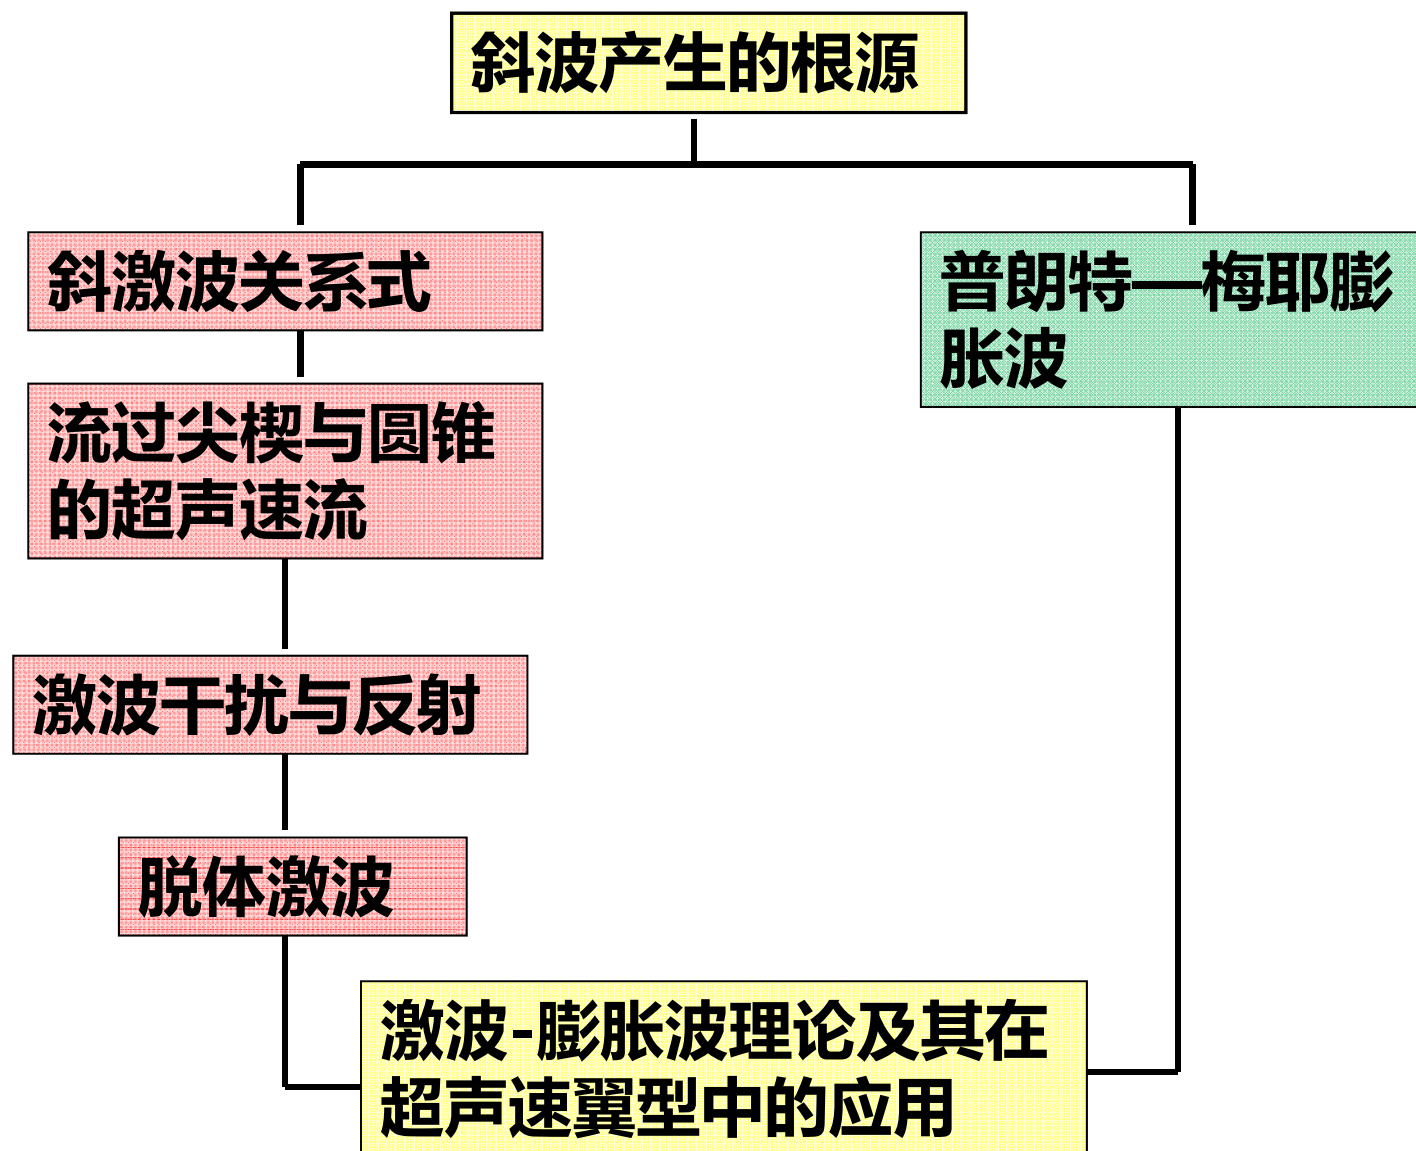 斜波产生的根源
斜激波关系式
普朗特—梅耶膨
胀波
流过尖楔与圆锥
的超声速流
激波干扰与反射
脱体激波
激波-膨胀波理论及其在
超声速翼型中的应用